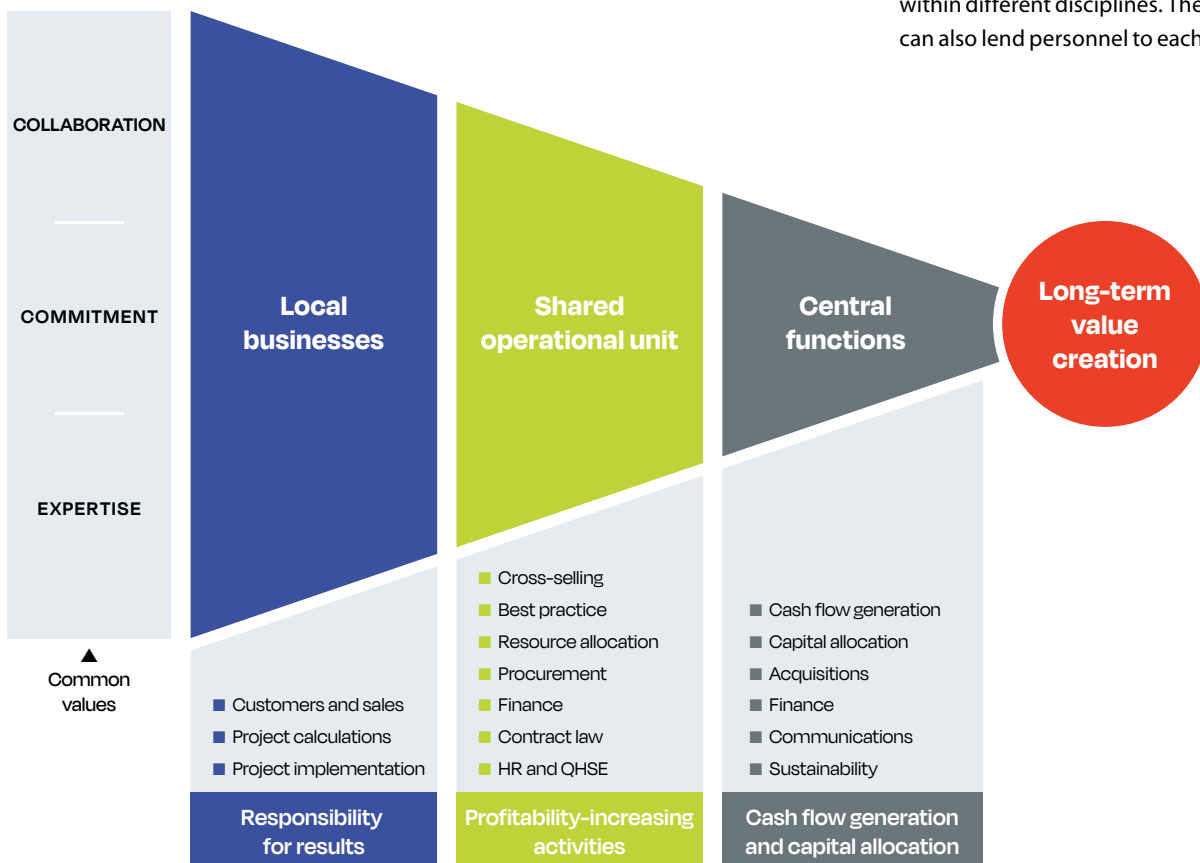 within different disciplines. The
can also lend personnel to each
COLLABORATION
COMMITMENT
EXPERTISE
Common
values
Local
businesses
Customers and sales
Project calculations
Project implementation
Responsibility
for results
Shared
operational unit
Cross-selling
Best practice
Resource allocation
Procurement
Finance
Contract law
HR and QHSE
Profitability-increasing
activities
Central
functions
Cash flow generation
Capital allocation
Acquisitions
Finance
Communications
Sustainability
Cash flow generation
and capital allocation
Long-term
value
creation